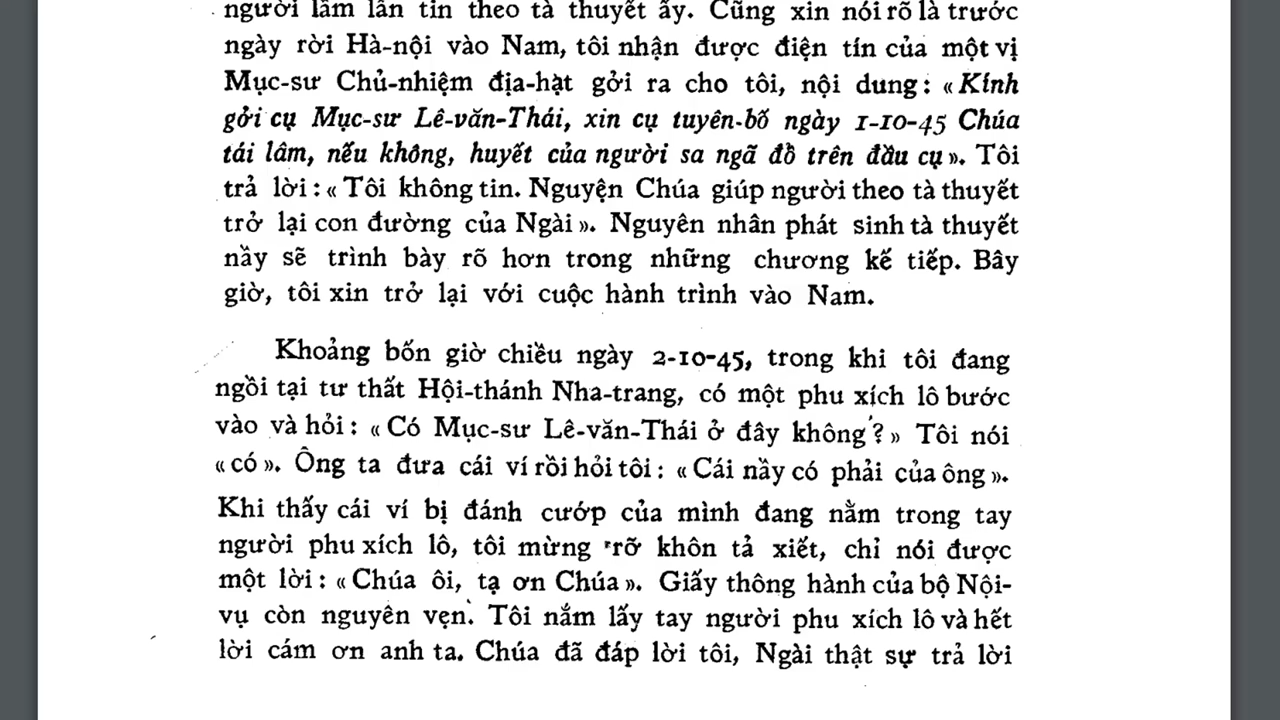 người lầm lẫn tin theo tà thuyết ấy. Cũng xin nói rõ là trước
ngày rời Hà-nội vào Nam, tôi nhận được điện tín của một vị
Mục-sư Chủ-nhiệm địa-hạt gởi ra cho tôi, nội dung : « Kính
gởi cụ Mục-sư Lê-văn-Thái, xin cụ tuyên-bố ngày 1-10-45 Chúa
tái lâm, nếu không, huyết của người sa ngã đồ trên đầu cụ ». Tôi
trả lời : « Tôi không tin. Nguyện Chúa giúp người theo tà thuyết
trở lại con đường của Ngài ». Nguyên nhân phát sinh tà thuyết
nầy sẽ trình bày rõ hơn trong những chương kế tiếp. Bây
giờ, tôi xin trở lại với cuộc hành trình vào Nam.
Khoảng bốn giờ chiều ngày 2-10-45, trong khi tôi đang
ngồi tại tư thất Hội-thánh Nha-trang, có một phu xích lô bước
vào và hỏi : « Có Mục-sư Lê-văn-Thái ở đây không ? » Tôi nói
« có ». Ông ta đưa cái ví rồi hỏi tôi : « Cái nầy có phải của ông ».
Khi thấy cái ví bị đánh cướp của mình đang nằm trong tay
người phu xích lô, tôi mừng rỡ khôn tả xiết, chỉ nói được
một lời : « Chúa ôi, tạ ơn Chúa ». Giấy thông hành của bộ Nội-
vụ còn nguyên vẹn. Tôi nắm lấy tay người phu xích lô và hết
lời cám ơn anh ta. Chúa đã đáp lời tôi, Ngài thật sự trả lời